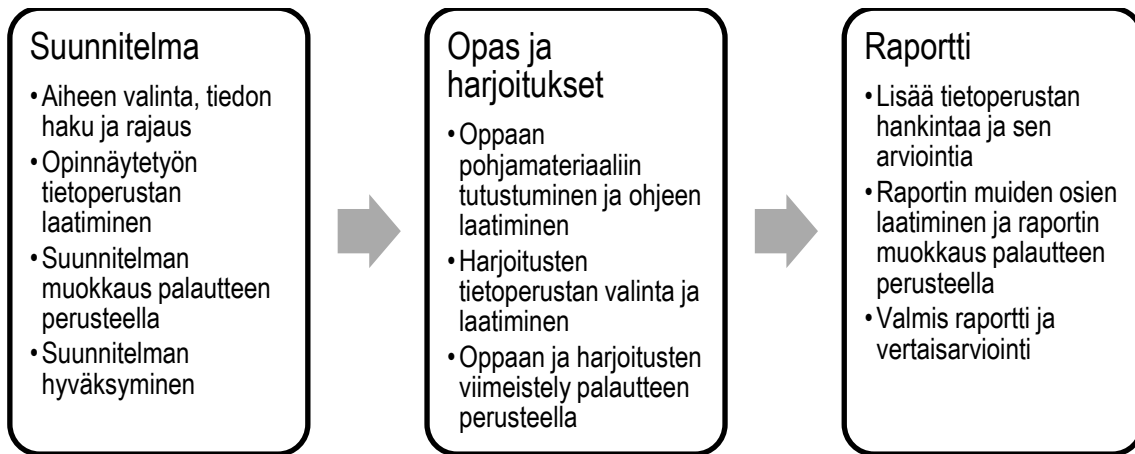 Suunnitelma
•Aiheen valinta, tiedon
haku ja rajaus
•Opinnäytetyön
tietoperustan
laatiminen
•Suunnitelman
muokkaus palautteen
perusteella
•Suunnitelman
hyväksyminen
Opas ja
harjoitukset
•Oppaan
pohjamateriaaliin
tutustuminen ja ohjeen
laatiminen
•Harjoitusten
tietoperustan valinta ja
laatiminen
•Oppaan ja harjoitusten
viimeistely palautteen
perusteella
Raportti
•Lisää tietoperustan
hankintaa ja sen
arviointia
•Raportin muiden osien
laatiminen ja raportin
muokkaus palautteen
perusteella
•Valmis raportti ja
vertaisarviointi